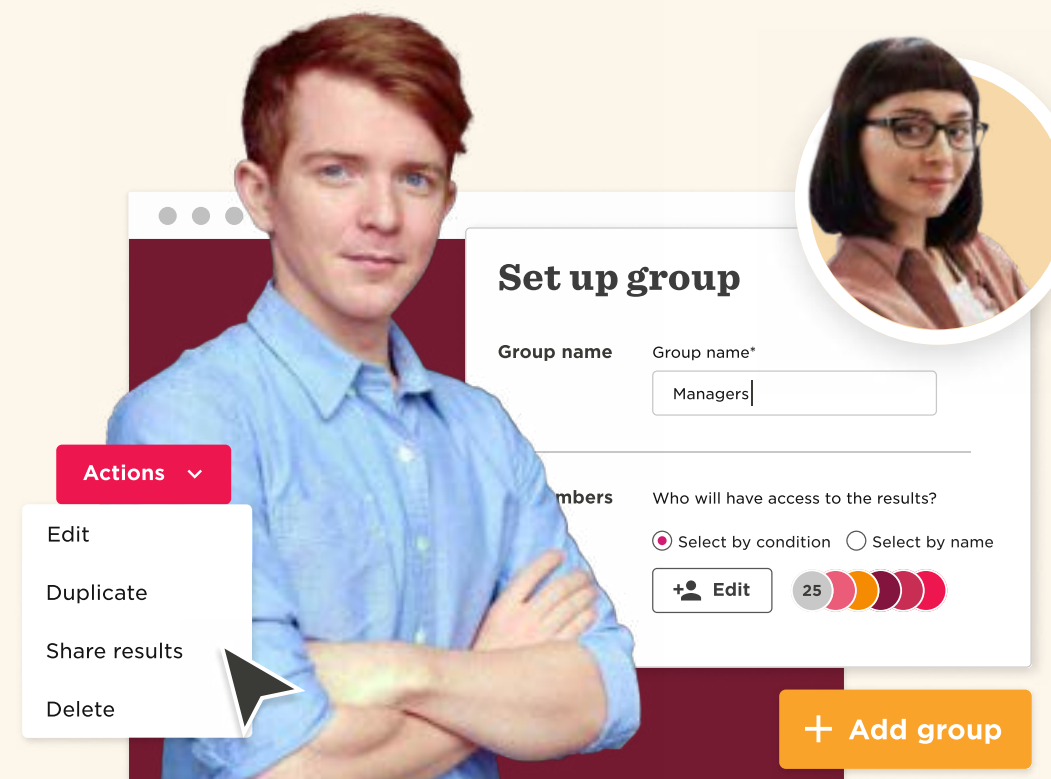 Set up group
Group name
Group name*
Managers
Who will have access to the results?
Select by condition
Select by name
Edit
25
Actions
Edit
Duplicate
Share results
Delete
+ Add group